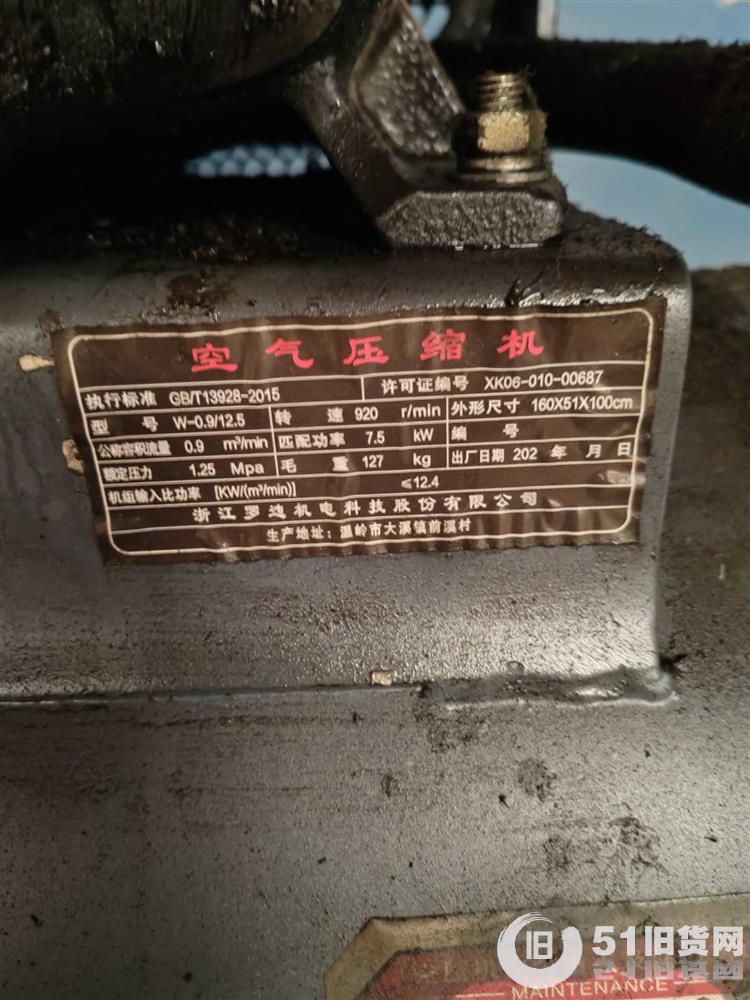 空气压缩机
执行标准 GB/T13928-2015 许可证编号 XK06-010-00687
型号 W-0.9/12.5 转速 920 r/min 外形尺寸 160X51X100cm
公称容积流量 0.9 m³/min 匹配功率 7.5 kW 编号
额定压力 1.25 Mpa 毛重 127 kg 出厂日期 202 年 月 日
机组输入比功率 [KW/(m³/min)] ≤12.4
浙江罗迪机电科技股份有限公司
生产地址：温岭市大溪镇前溪村
旧 51旧货网
MAINTENANCE